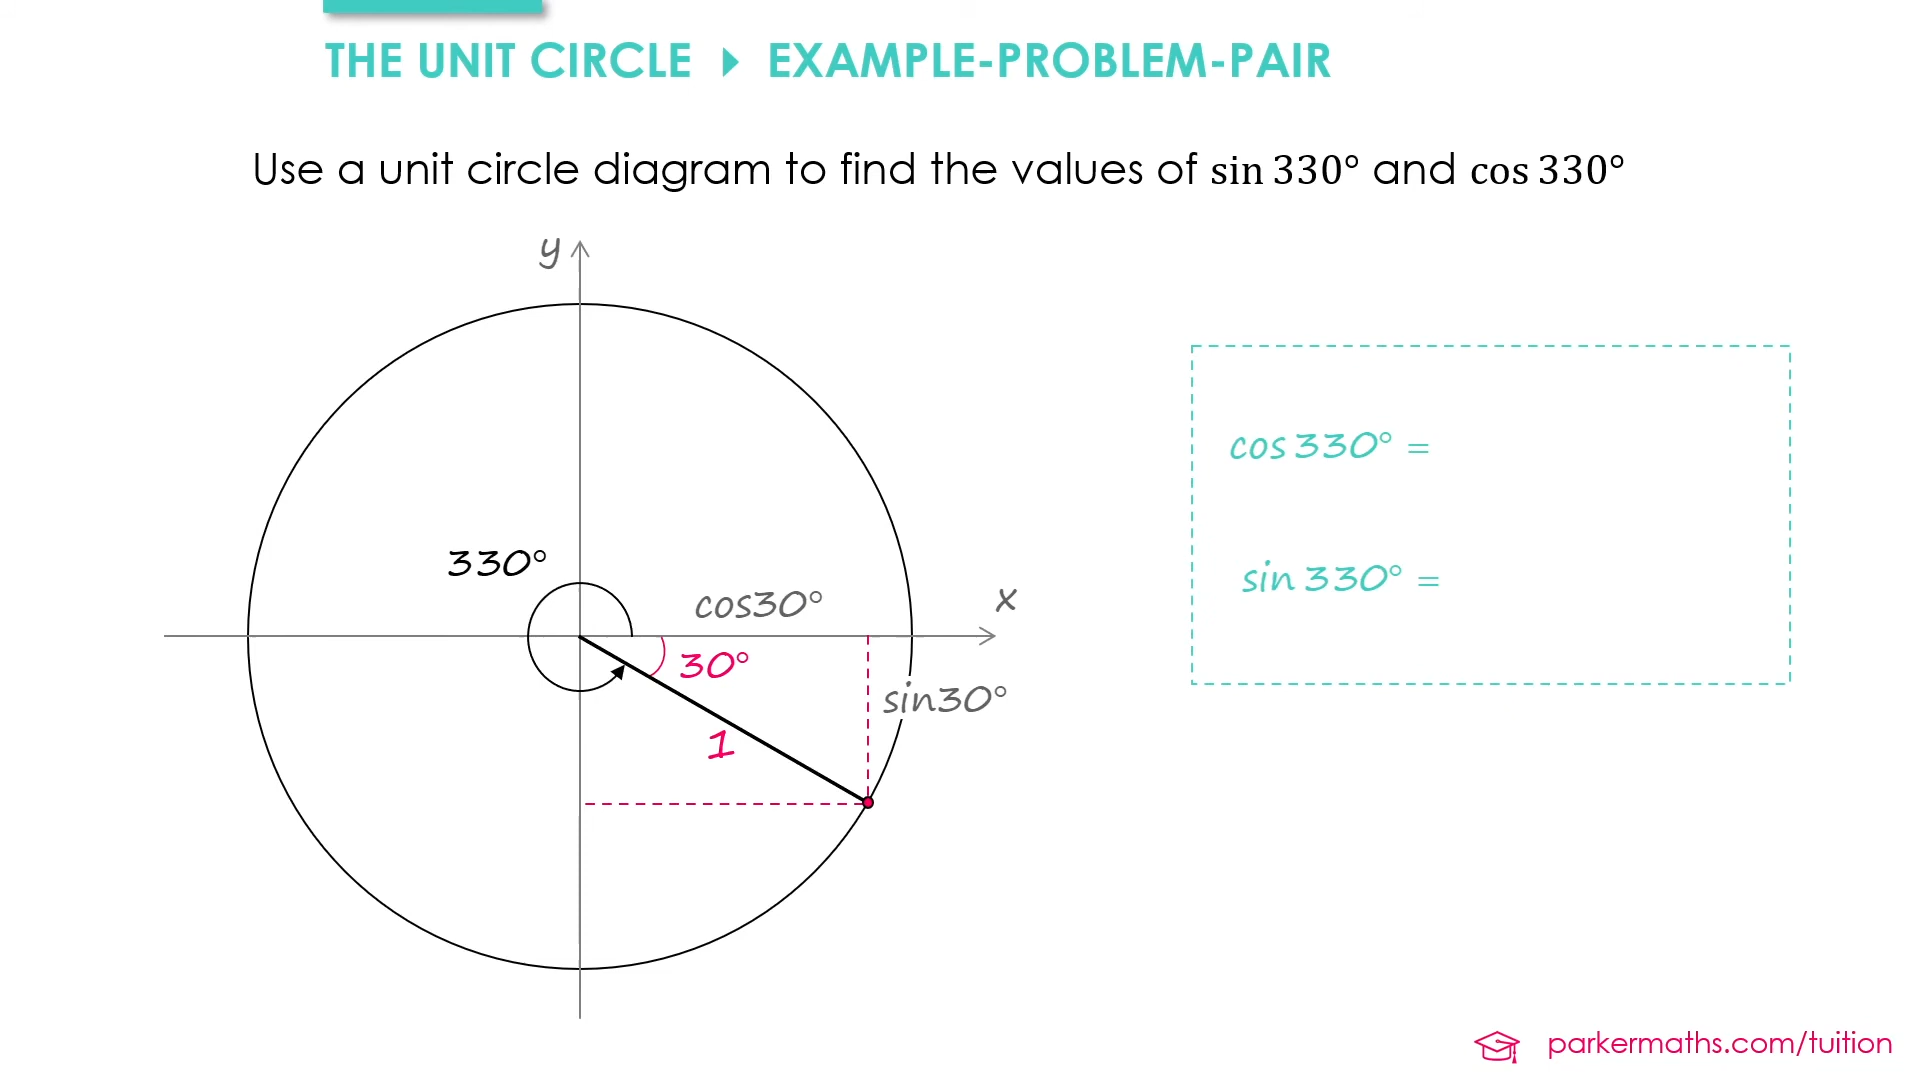 THE UNIT CIRCLE ▶ EXAMPLE-PROBLEM-PAIR
Use a unit circle diagram to find the values of sin 330° and cos 330°
y
330°
cos30°
x
30°
sin30°
1
cos 330° =
sin 330° =
parkermaths.com/tuition